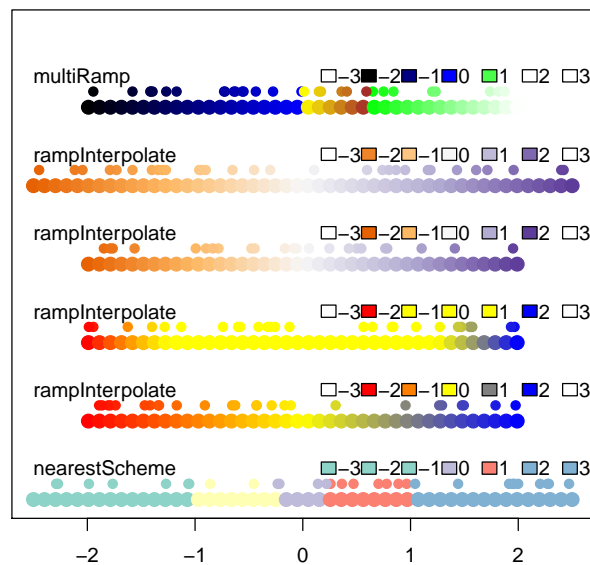 multiRamp −3 −2 −1 0 1 2 3
rampInterpolate −3 −2 −1 0 1 2 3
rampInterpolate −3 −2 −1 0 1 2 3
rampInterpolate −3 −2 −1 0 1 2 3
rampInterpolate −3 −2 −1 0 1 2 3
nearestScheme −3 −2 −1 0 1 2 3
−2 −1 0 1 2